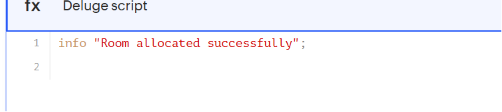 fx Deluge script
1 info "Room allocated successfully";
2